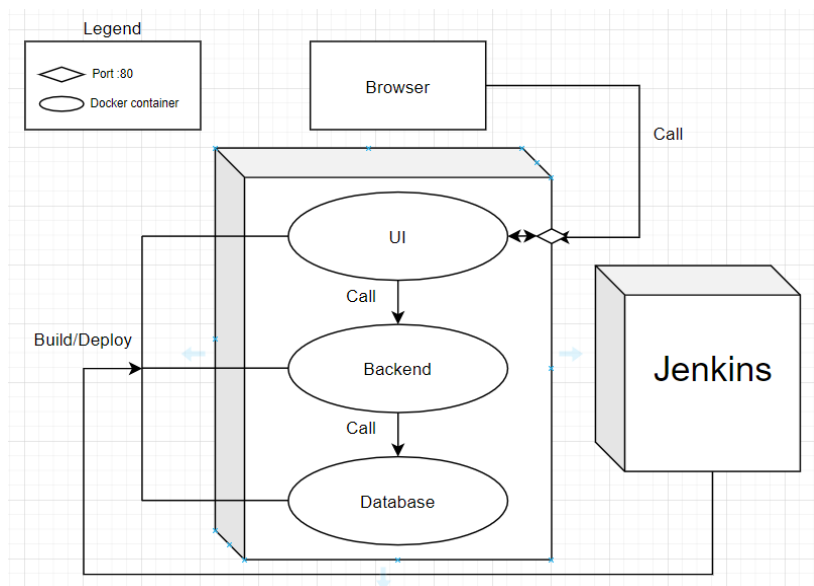 Legend
Port :80
Docker container
Browser
Call
UI
Call
Build/Deploy
Backend
Jenkins
Call
Database